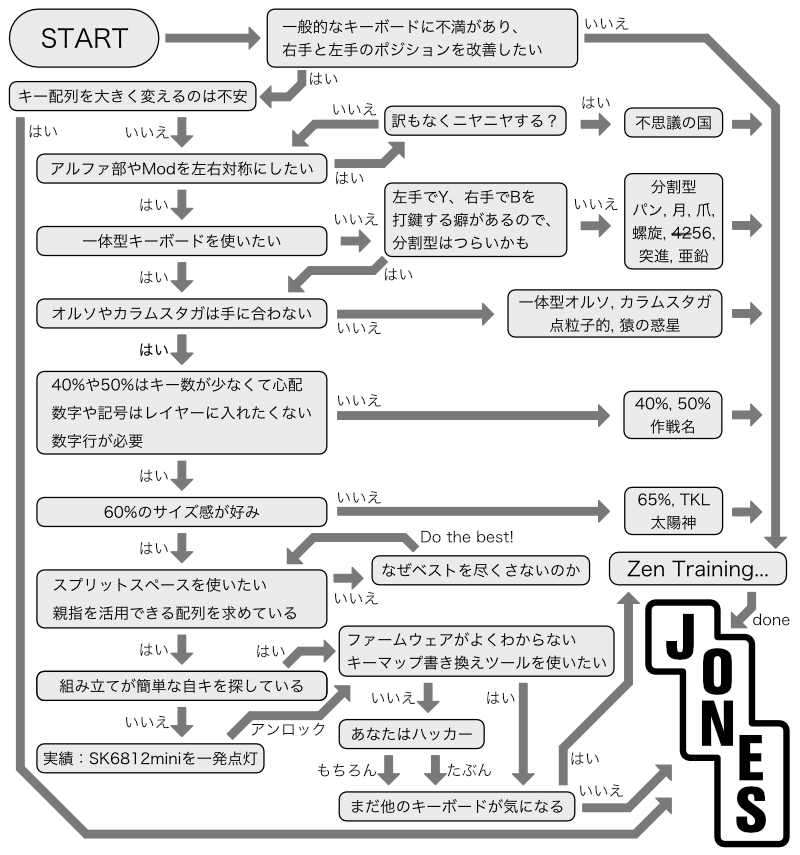 START
一般的なキーボードに不満があり、
右手と左手のポジションを改善したい
いいえ
はい
キー配列を大きく変えるのは不安
はい
いいえ
いいえ
訳もなくニヤニヤする？
はい
不思議の国
アルファ部やModを左右対称にしたい
はい
はい
いいえ
左手でY、右手でBを
打鍵する癖があるので、
分割型はつらいかも
いいえ
分割型
パン, 月, 爪,
螺旋, 4256,
突進, 亜鉛
一体型キーボードを使いたい
はい
はい
オルソやカラムスタガは手に合わない
いいえ
一体型オルソ, カラムスタガ
点粒子的, 猿の惑星
はい
40%や50%はキー数が少なくて心配
数字や記号はレイヤーに入れたくない
数字行が必要
いいえ
40%, 50%
作戦名
はい
60%のサイズ感が好み
いいえ
65%, TKL
太陽神
はい
Do the best!
スプリットスペースを使いたい
親指を活用できる配列を求めている
いいえ
なぜベストを尽くさないのか
Zen Training...
done
はい
はい
ファームウェアがよくわからない
キーマップ書き換えツールを使いたい
組み立てが簡単な自キを探している
いいえ
アンロック
いいえ
はい
実績：SK6812miniを一発点灯
あなたはハッカー
もちろん
たぶん
はい
まだ他のキーボードが気になる
いいえ
JONES